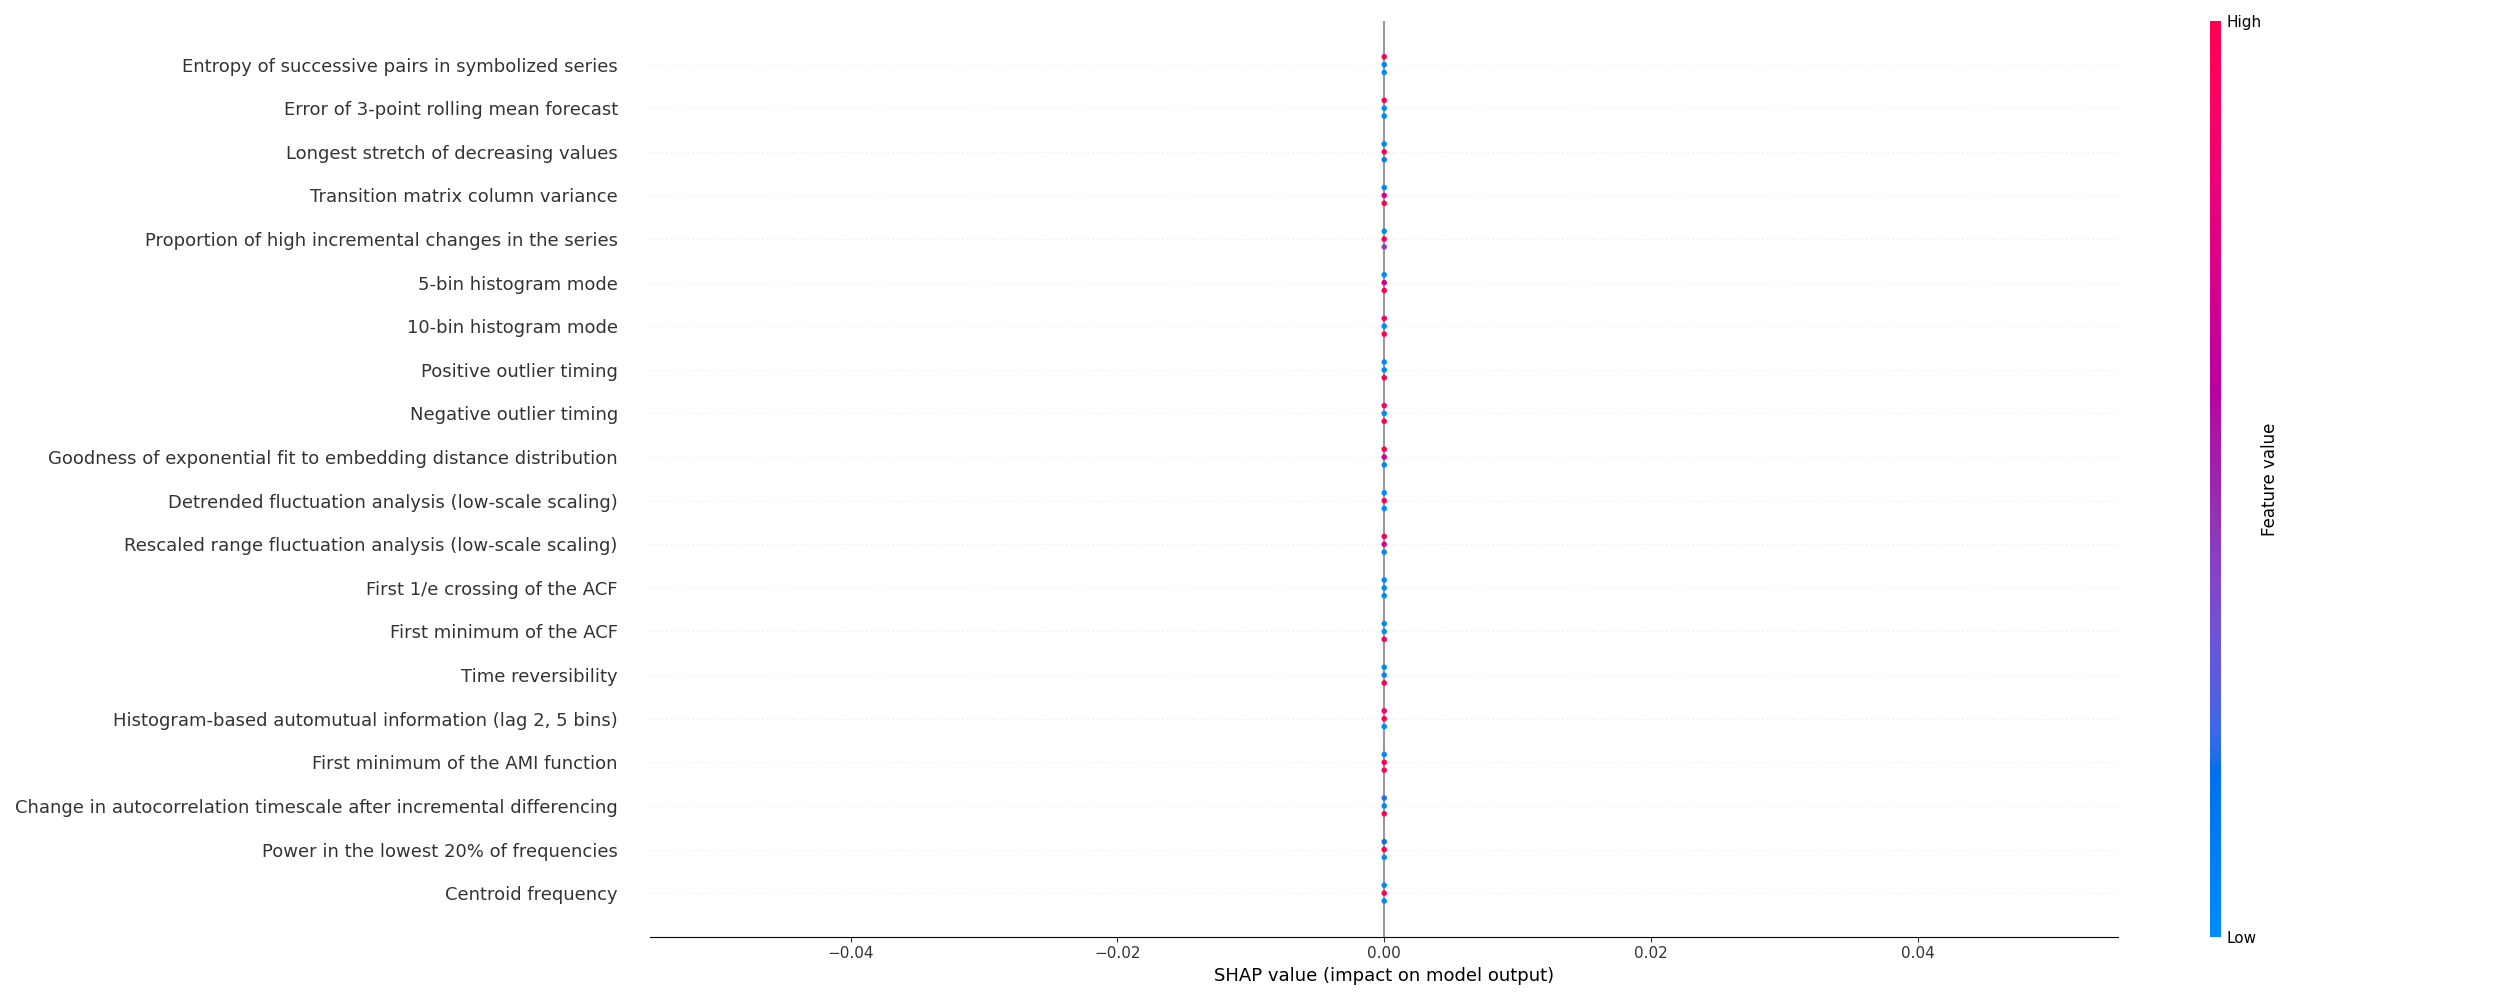 High
Entropy of successive pairs in symbolized series
Error of 3-point rolling mean forecast
Longest stretch of decreasing values
Transition matrix column variance
Proportion of high incremental changes in the series
5-bin histogram mode
10-bin histogram mode
Positive outlier timing
Negative outlier timing
Goodness of exponential fit to embedding distance distribution
Detrended fluctuation analysis (low-scale scaling)
Rescaled range fluctuation analysis (low-scale scaling)
First 1/e crossing of the ACF
First minimum of the ACF
Time reversibility
Histogram-based automutual information (lag 2, 5 bins)
First minimum of the AMI function
Change in autocorrelation timescale after incremental differencing
Power in the lowest 20% of frequencies
Centroid frequency
Feature value
Low
−0.04 −0.02 0.00 0.02 0.04
SHAP value (impact on model output)